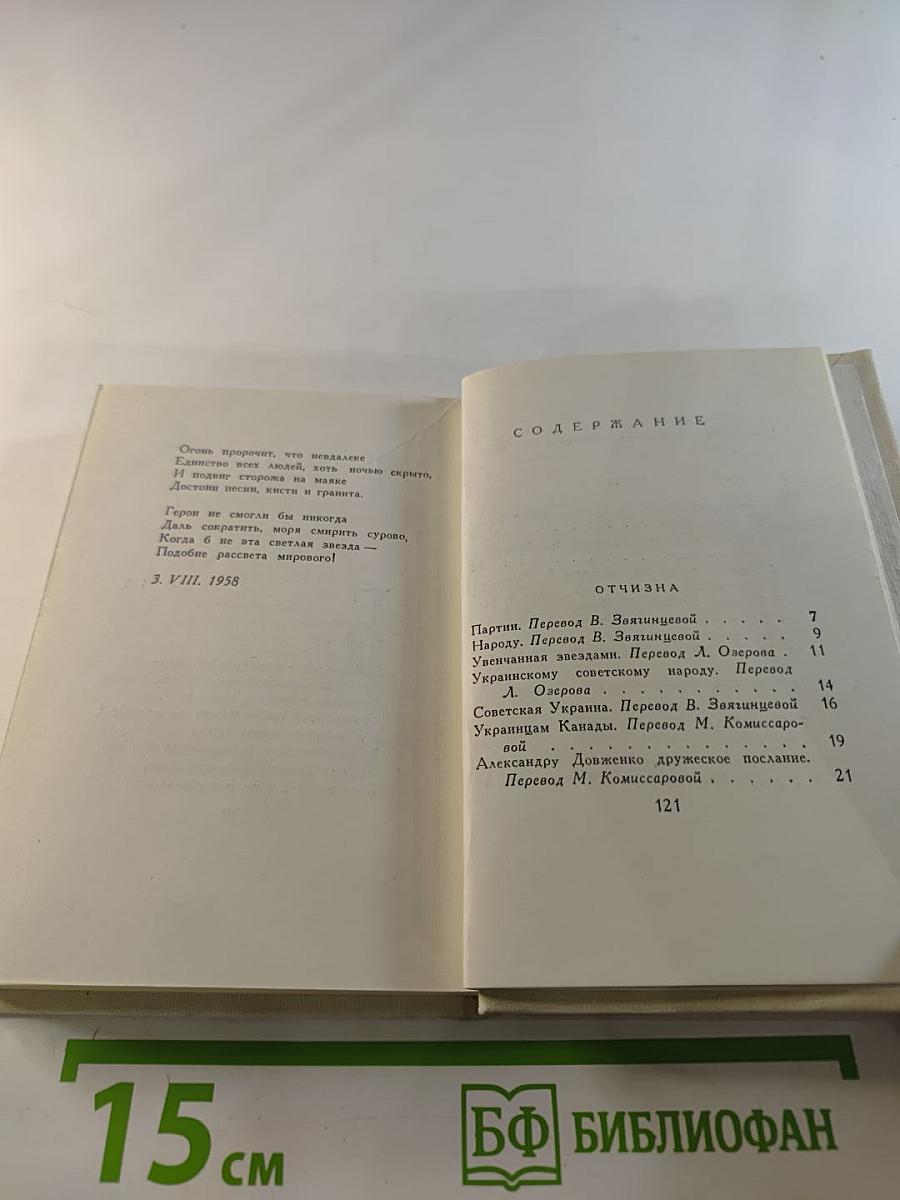 Огонь пророчит, что невдалеке
Единство всех людей, хоть ночью скрыто,
И подвиг сторожа на маяке
Достоин песни, кисти и гранита.
Герои не смогли бы никогда
Даль сократить, моря смирить сурово,
Когда б не эта светлая звезда —
Подобие рассвета мирового!
3. VIII. 1958
СОДЕРЖАНИЕ
ОТЧИЗНА
Партии. Перевод В. Звягинцевой . . . . . 7
Народу. Перевод В. Звягинцевой . . . . . 9
Увенчанная звездами. Перевод Л. Озерова . 11
Украинскому советскому народу. Перевод
Л. Озерова . . . . . . . . . . . 14
Советская Украина. Перевод В. Звягинцевой 16
Украинцам Канады. Перевод М. Комиссаро-
вой . . . . . . . . . . . . . . 19
Александру Довженко дружеское послание.
Перевод М. Комиссаровой . . . . . . 21
121
15 см
БФ БИБЛИОФАН